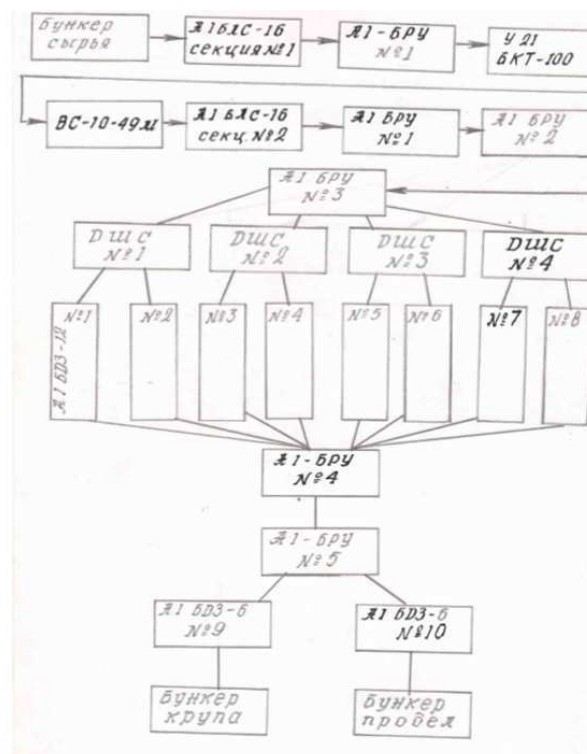 Бункер
сырья
А1БЛС-16
секция №1
А1-БРУ
№1
У 21
БКТ-100
ВС-10-49М
А1 БЛС-16
секц. №2
А1 БРУ
№1
А1 БРУ
№2
А1 БРУ
№3
ДШС
№1
ДШС
№2
ДШС
№3
ДШС
№4
№1
№2
№3
№4
№5
№6
№7
№8
А1 БДЗ-12
А1-БРУ
№4
А1-БРУ
№5
А1 БДЗ-6
№9
А1 БДЗ-6
№10
Бункер
крупа
Бункер
продел